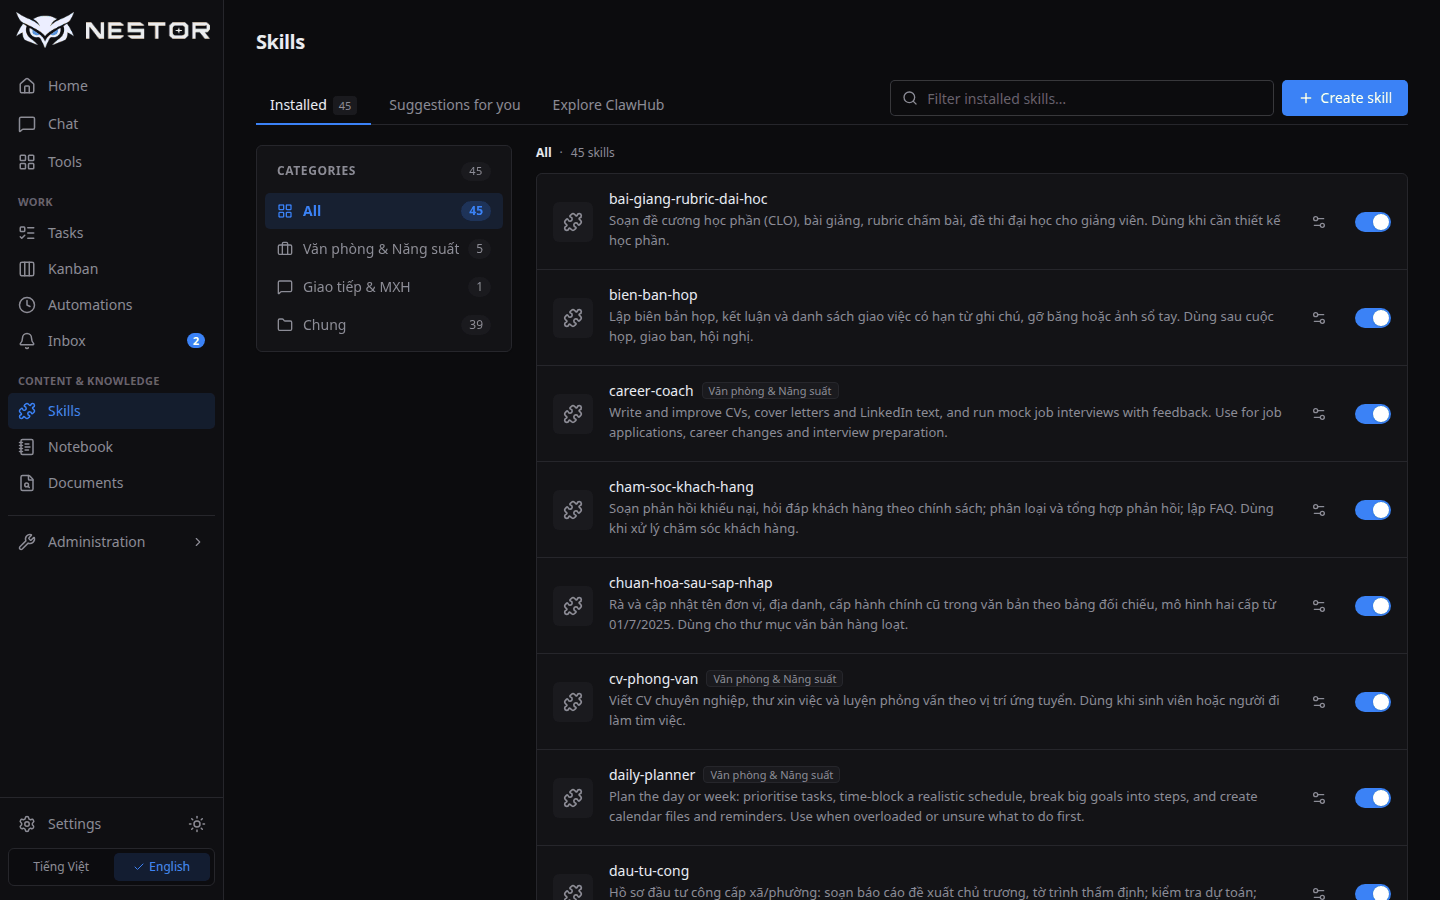 NESTOR
Home
Chat
Tools
WORK
Tasks
Kanban
Automations
Inbox 2
CONTENT & KNOWLEDGE
Skills
Notebook
Documents
Administration
Settings
Tiếng Việt English
Skills
Installed 45 Suggestions for you Explore ClawHub
Filter installed skills...
Create skill
CATEGORIES 45
All 45
Văn phòng & Năng suất 5
Giao tiếp & MXH 1
Chung 39
All · 45 skills
bai-giang-rubric-dai-hoc
Soạn đề cương học phần (CLO), bài giảng, rubric chấm bài, đề thi đại học cho giảng viên. Dùng khi cần thiết kế
học phần.
bien-ban-hop
Lập biên bản họp, kết luận và danh sách giao việc có hạn từ ghi chú, gỡ băng hoặc ảnh sổ tay. Dùng sau cuộc
họp, giao ban, hội nghị.
career-coach Văn phòng & Năng suất
Write and improve CVs, cover letters and LinkedIn text, and run mock job interviews with feedback. Use for job
applications, career changes and interview preparation.
cham-soc-khach-hang
Soạn phản hồi khiếu nại, hỏi đáp khách hàng theo chính sách; phân loại và tổng hợp phản hồi; lập FAQ. Dùng
khi xử lý chăm sóc khách hàng.
chuan-hoa-sau-sap-nhap
Rà và cập nhật tên đơn vị, địa danh, cấp hành chính cũ trong văn bản theo bảng đối chiếu, mô hình hai cấp từ
01/7/2025. Dùng cho thư mục văn bản hàng loạt.
cv-phong-van Văn phòng & Năng suất
Viết CV chuyên nghiệp, thư xin việc và luyện phỏng vấn theo vị trí ứng tuyển. Dùng khi sinh viên hoặc người đi
làm tìm việc.
daily-planner Văn phòng & Năng suất
Plan the day or week: prioritise tasks, time-block a realistic schedule, break big goals into steps, and create
calendar files and reminders. Use when overloaded or unsure what to do first.
dau-tu-cong
Hồ sơ đầu tư công cấp xã/phường: soạn báo cáo đề xuất chủ trương, tờ trình thẩm định; kiểm tra dự toán;